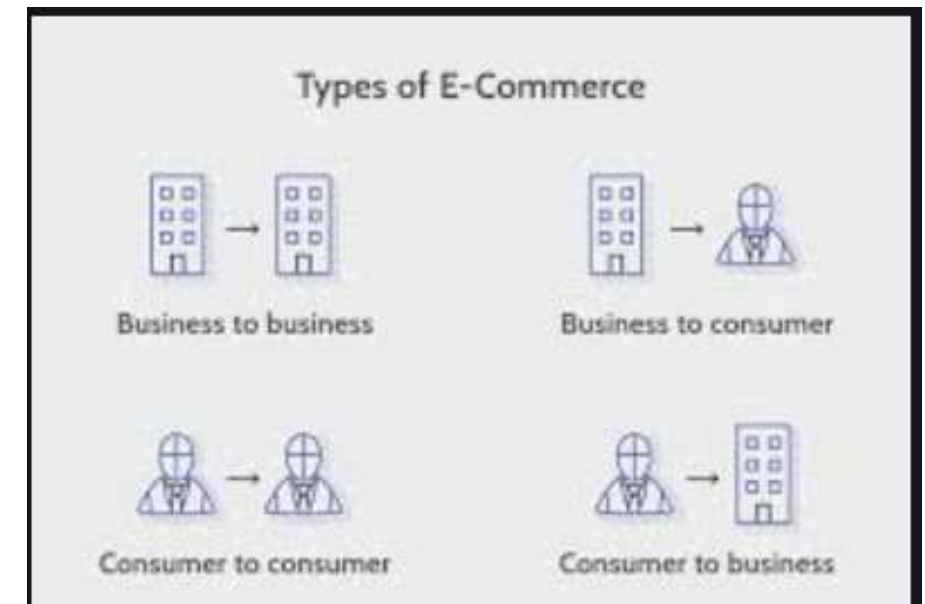 Types of E-Commerce
Business to business
Business to consumer
Consumer to consumer
Consumer to business